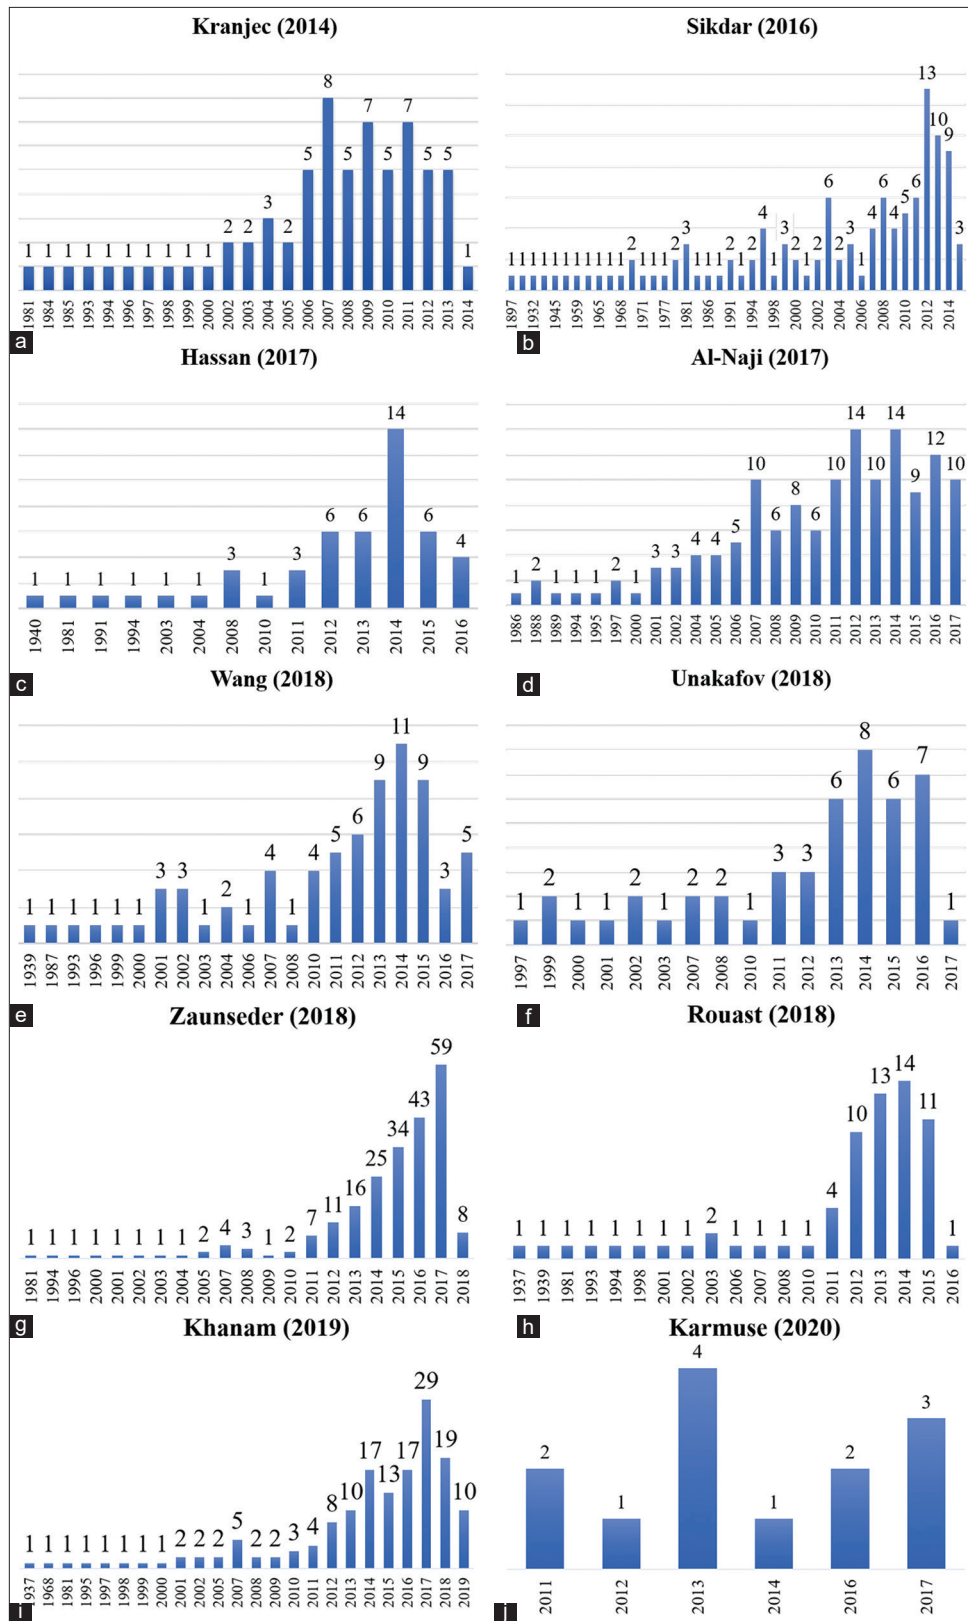 Kranjec (2014)
1 1 1 1 1 1 1 1 1 1 2 2 3 2 5 8 5 7 5 7 5 5 1
1981 1984 1985 1993 1994 1996 1997 1998 1999 2000 2002 2003 2004 2005 2006 2007 2008 2009 2010 2011 2012 2013 2014
a
Sikdar (2016)
1 1 1 1 1 1 1 1 1 1 1 2 1 1 1 2 3 1 1 1 2 1 2 4 1 3 2 1 2 6 2 3 1 4 6 4 5 6 13 10 9 3
1897 1932 1945 1959 1965 1968 1971 1977 1981 1986 1991 1994 1998 2000 2002 2004 2006 2008 2010 2012 2014
b
Hassan (2017)
1 1 1 1 1 1 3 1 3 6 6 14 6 4
1940 1981 1991 1994 2003 2004 2008 2010 2011 2012 2013 2014 2015 2016
c
Al-Naji (2017)
1 2 1 1 1 2 1 3 3 4 4 5 10 6 8 6 10 14 10 14 9 12 10
1986 1988 1989 1994 1995 1997 2000 2001 2002 2004 2005 2006 2007 2008 2009 2010 2011 2012 2013 2014 2015 2016 2017
d
Wang (2018)
1 1 1 1 1 1 3 3 1 2 1 4 1 4 5 6 9 11 9 3 5
1939 1987 1993 1996 1999 2000 2001 2002 2003 2004 2006 2007 2008 2010 2011 2012 2013 2014 2015 2016 2017
e
Unakafov (2018)
1 2 1 1 2 1 2 2 1 3 3 6 8 6 7 1
1997 1999 2000 2001 2002 2003 2007 2008 2010 2011 2012 2013 2014 2015 2016 2017
f
Zaunseder (2018)
1 1 1 1 1 1 1 1 2 4 3 1 2 7 11 16 25 34 43 59 8
1981 1994 1996 2000 2001 2002 2003 2004 2005 2007 2008 2009 2010 2011 2012 2013 2014 2015 2016 2017 2018
g
Rouast (2018)
1 1 1 1 1 1 1 1 2 1 1 1 1 4 10 13 14 11 1
1937 1939 1981 1993 1994 1998 2001 2002 2003 2006 2007 2008 2010 2011 2012 2013 2014 2015 2016
h
Khanam (2019)
1 1 1 1 1 1 1 1 2 2 2 5 2 2 3 4 8 10 17 13 17 29 19 10
1937 1968 1981 1995 1997 1998 1999 2000 2001 2002 2005 2007 2008 2009 2010 2011 2012 2013 2014 2015 2016 2017 2018 2019
i
Karmuse (2020)
2 1 4 1 2 3
2011 2012 2013 2014 2016 2017
j